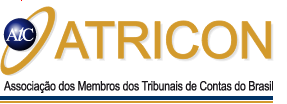 AtC ATRICON
Associação dos Membros dos Tribunais de Contas do Brasil